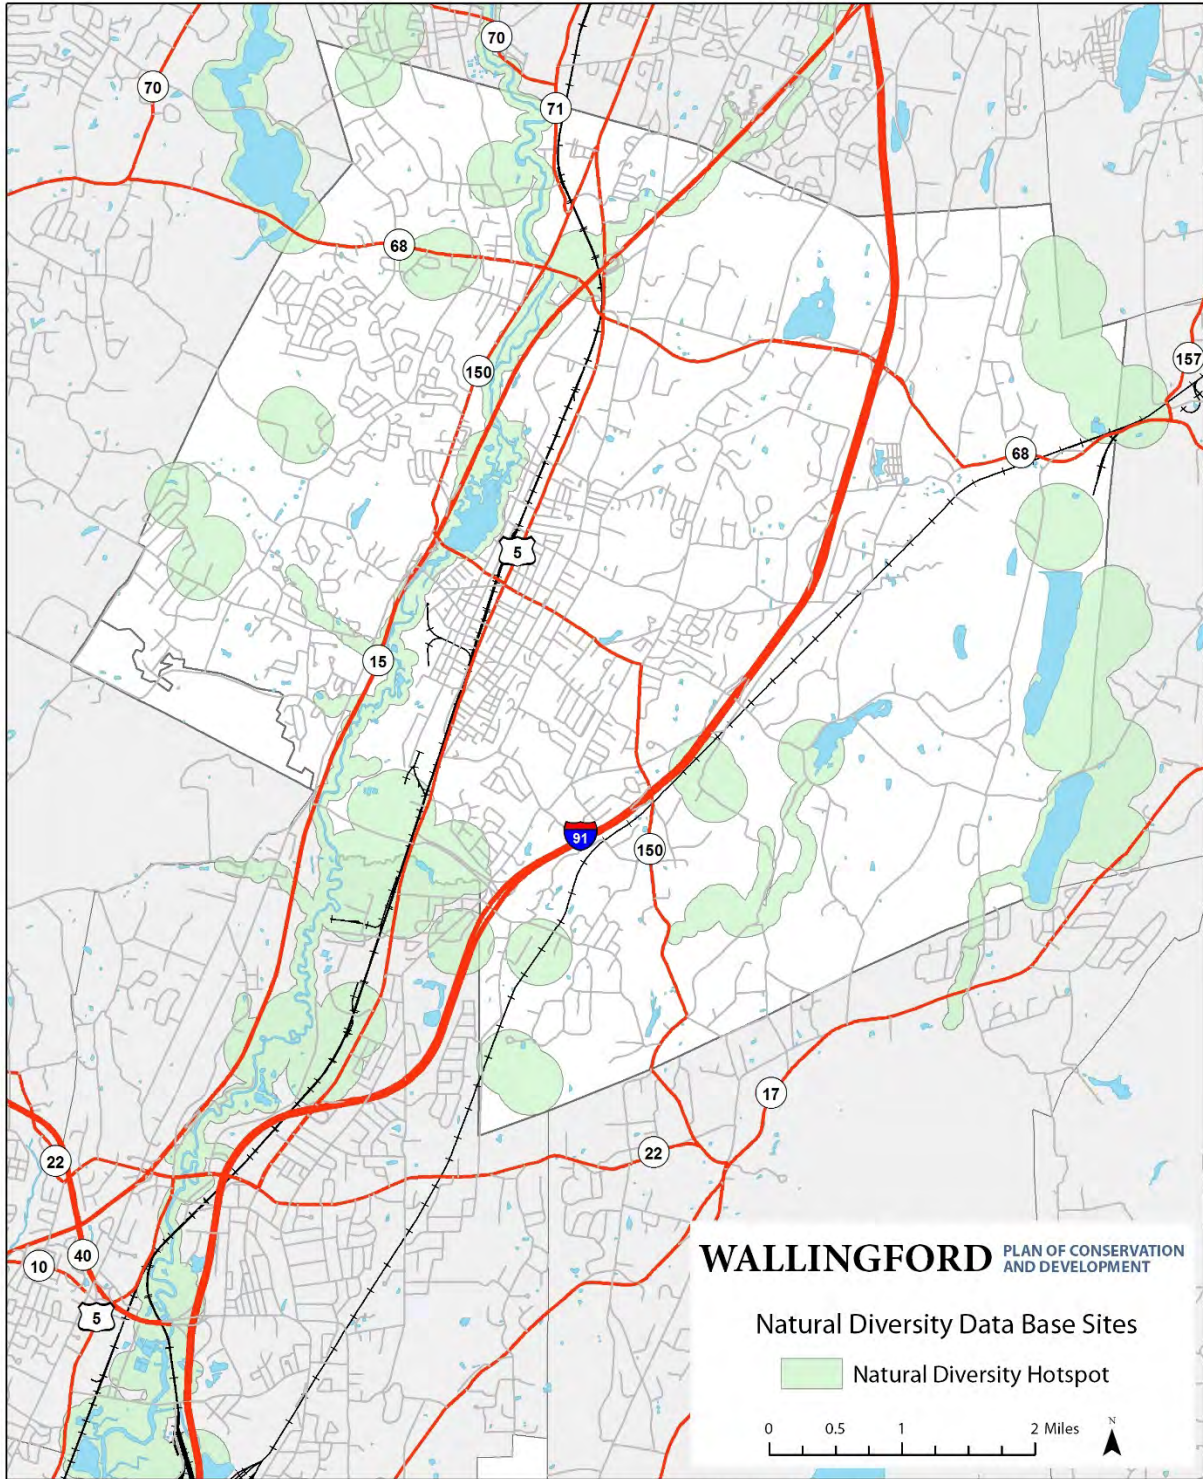 70
70
71
68
150
157
68
5
15
91
150
17
22
22
40
10
5
WALLINGFORD PLAN OF CONSERVATION
AND DEVELOPMENT
Natural Diversity Data Base Sites
Natural Diversity Hotspot
0 0.5 1 2 Miles
N